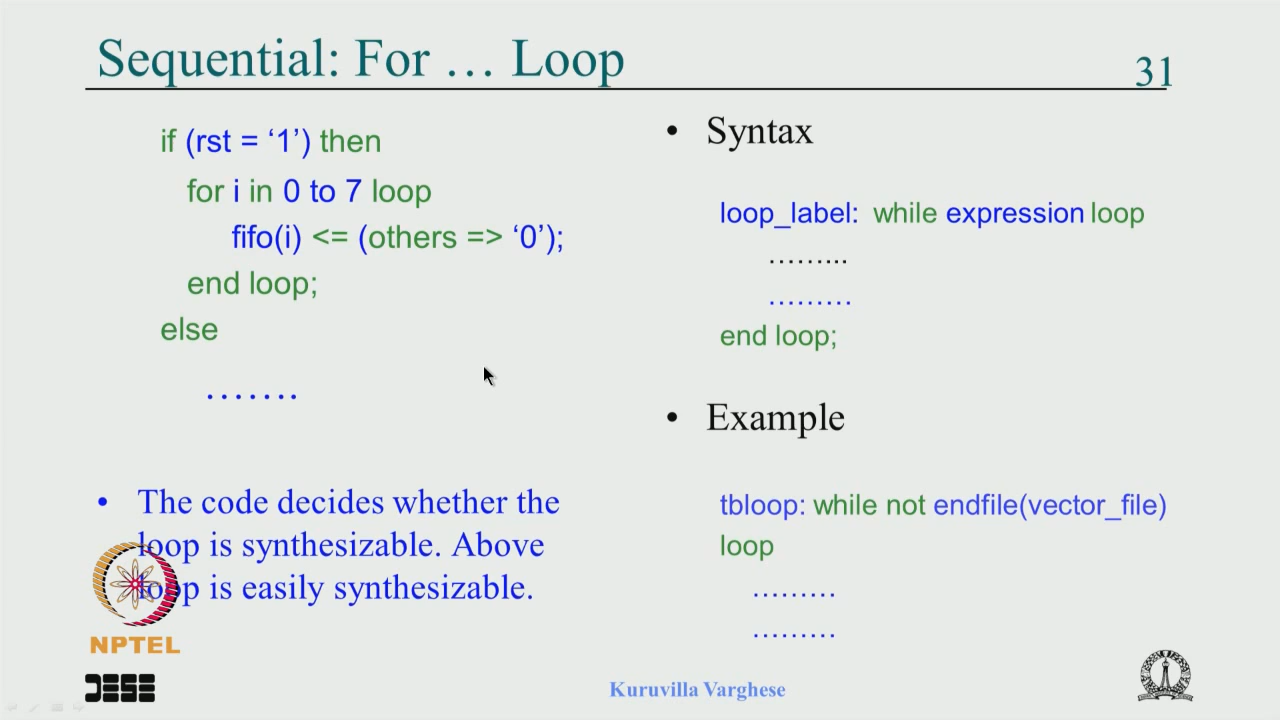 Sequential: For … Loop
31
if (rst = ‘1’) then
for i in 0 to 7 loop
fifo(i) <= (others => ‘0’);
end loop;
else
…….
• The code decides whether the
loop is synthesizable. Above
loop is easily synthesizable.
• Syntax
loop_label: while expression loop
……...
………
end loop;
• Example
tbloop: while not endfile(vector_file)
loop
………
………
NPTEL
DESE
Kuruvilla Varghese